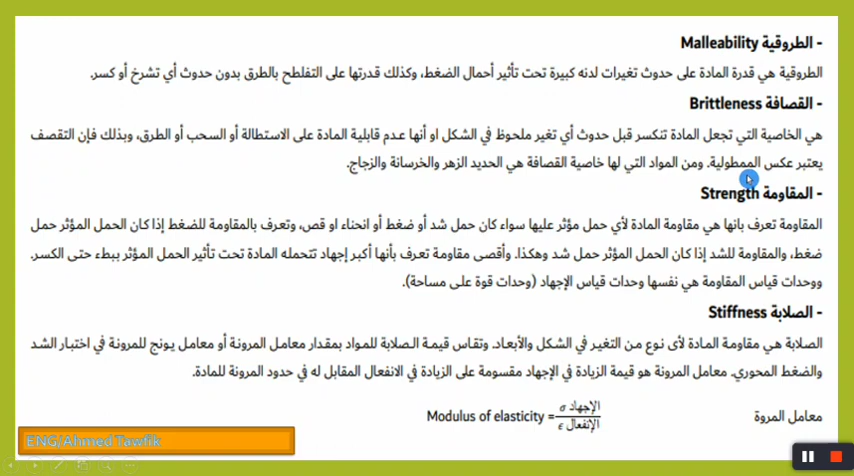 - الطروقية Malleability
الطروقية هي قدرة المادة على حدوث تغيرات لدنه كبيرة تحت تأثير أحمال الضغط، وكذلك قدرتها على التفلطح بالطرق بدون حدوث أي تشرخ أو كسر.
- القصافة Brittleness
هي الخاصية التي تجعل المادة تنكسر قبل حدوث أي تغير ملحوظ في الشكل او أنها عدم قابلية المادة على الاستطالة أو السحب أو الطرق، وبذلك فإن التقصف
يعتبر عكس الممطولية. ومن المواد التي لها خاصية القصافة هي الحديد الزهر والخرسانة والزجاج.
- المقاومة Strength
المقاومة تعرف بانها هي مقاومة المادة لأي حمل مؤثر عليها سواء كان حمل شد أو ضغط أو انحناء او قص، وتعرف بالمقاومة للضغط إذا كان الحمل المؤثر حمل
ضغط، والمقاومة للشد إذا كان الحمل المؤثر حمل شد وهكذا. وأقصى مقاومة تعرف بأنها أكبر إجهاد تتحمله المادة تحت تأثير الحمل المؤثر ببطء حتى الكسر.
ووحدات قياس المقاومة هي نفسها وحدات قياس الإجهاد (وحدات قوة على مساحة).
- الصلابة Stiffness
الصلابة هي مقاومة المادة لأى نوع من التغير في الشكل والأبعاد. وتقاس قيمة الصلابة للمواد بمقدار معامل المرونة أو معامل يونج للمرونة في اختبار الشد
والضغط المحوري. معامل المرونة هو قيمة الزيادة في الإجهاد مقسومة على الزيادة في الانفعال المقابل له في حدود المرونة للمادة.
معامل المروة Modulus of elasticity = الإجهاد σ
الإنفعال ε
ENG/Ahmed Tawfik